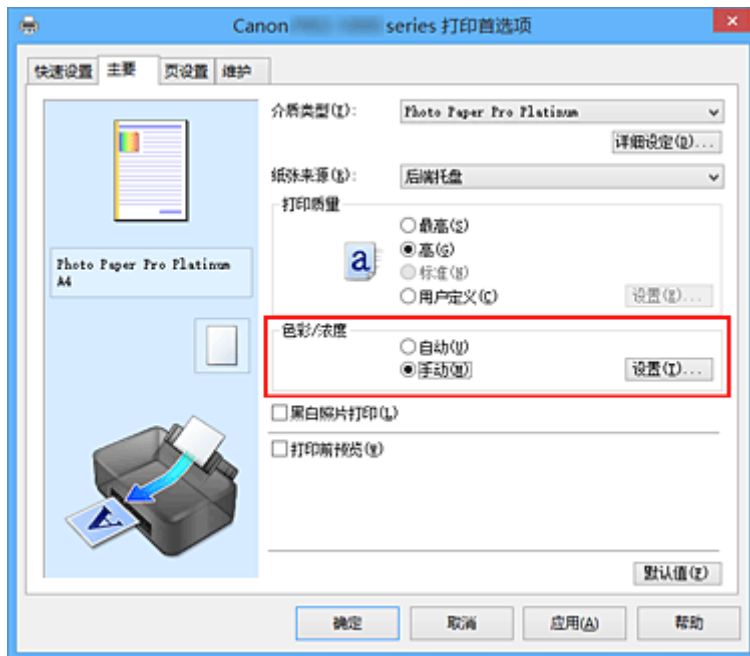 Canon series 打印首选项
快速设置 主要 页设置 维护
介质类型(I): Photo Paper Pro Platinum
详细设定(D)...
纸张来源(E): 后端托盘
打印质量
最高(S)
高(G)
a
标准(N)
用户定义(C) 设置(E)...
Photo Paper Pro Platinum
A4
色彩/浓度
自动(U)
手动(M) 设置(T)...
黑白照片打印(L)
打印前预览(V)
A
默认值(F)
确定 取消 应用(A) 帮助